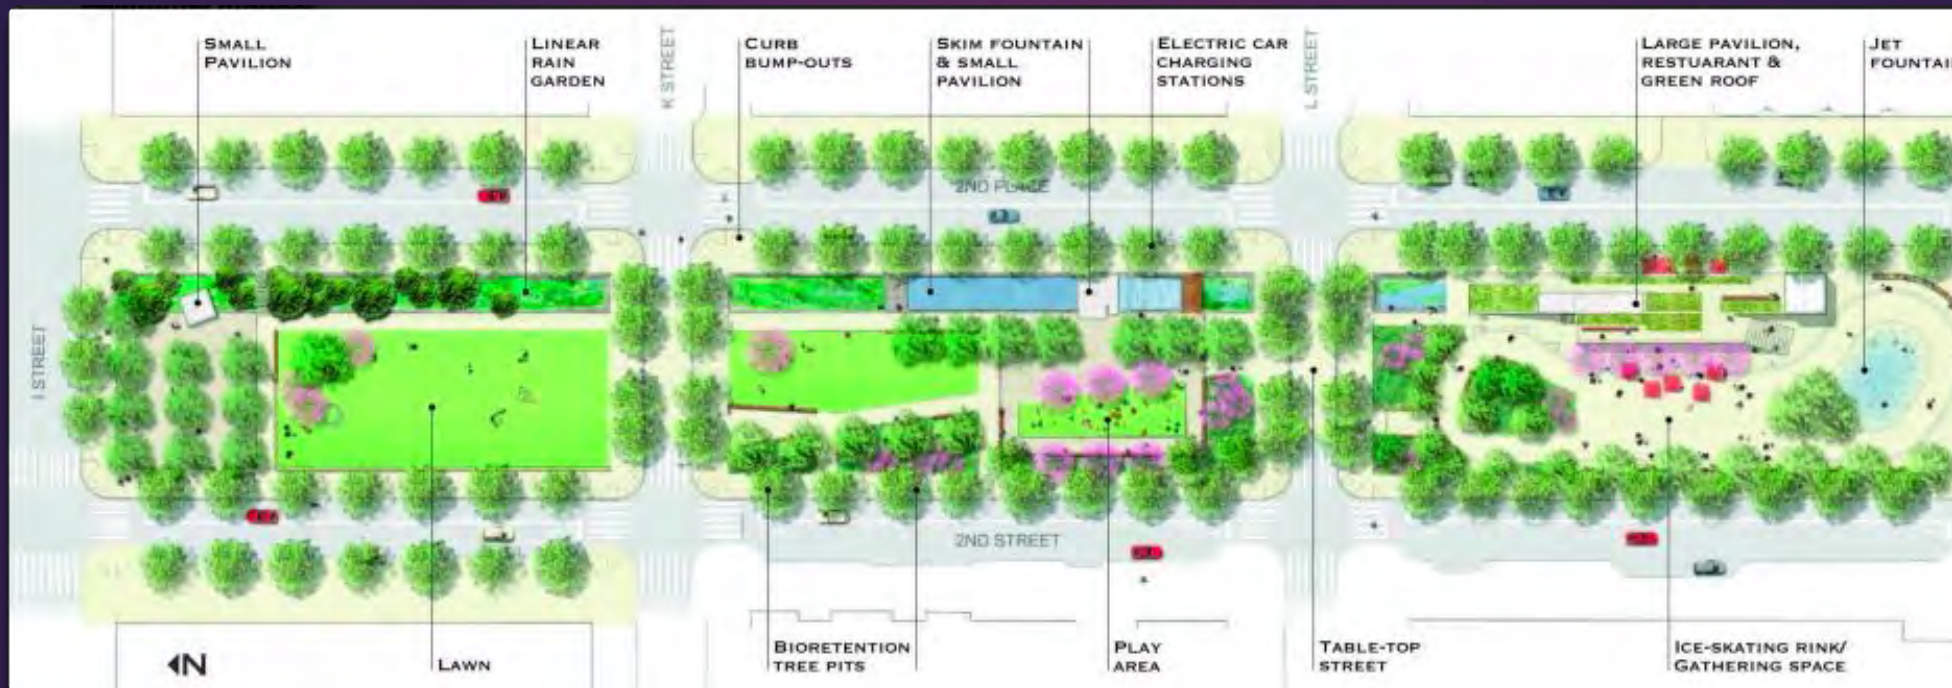 SMALL
PAVILION
LINEAR
RAIN
GARDEN
K STREET
CURB
BUMP-OUTS
SKIM FOUNTAIN
& SMALL
PAVILION
ELECTRIC CAR
CHARGING
STATIONS
L STREET
LARGE PAVILION,
RESTUARANT &
GREEN ROOF
JET
FOUNTAI
2ND PLACE
I STREET
2ND STREET
N
LAWN
BIORETENTION
TREE PITS
PLAY
AREA
TABLE-TOP
STREET
ICE-SKATING RINK/
GATHERING SPACE